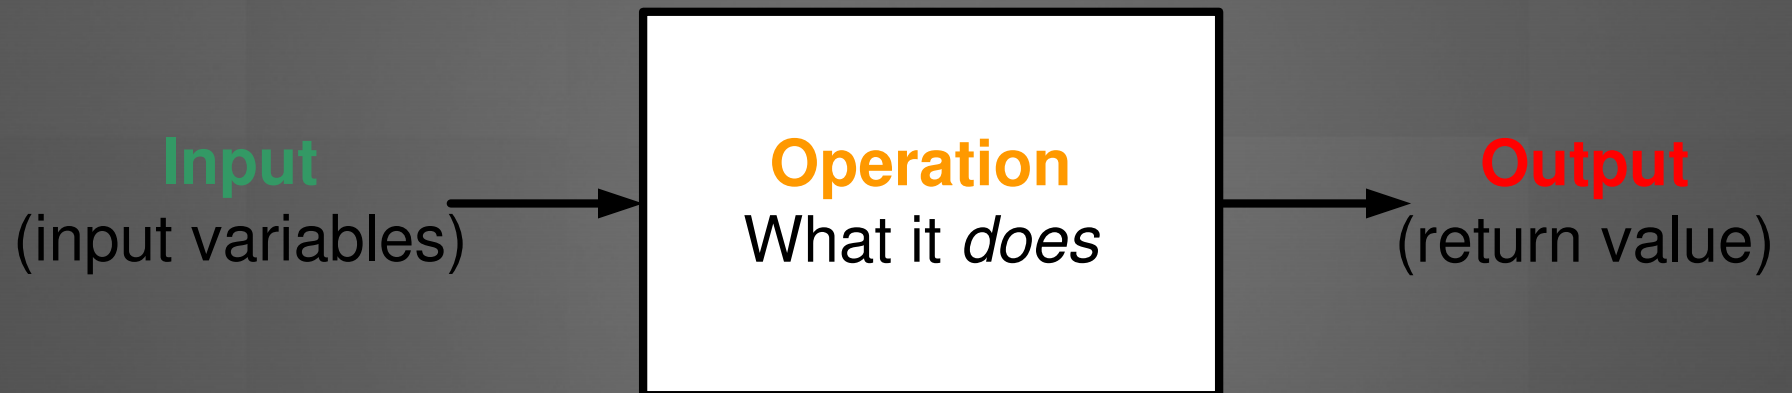 Input
(input variables)
Operation
What it does
Output
(return value)